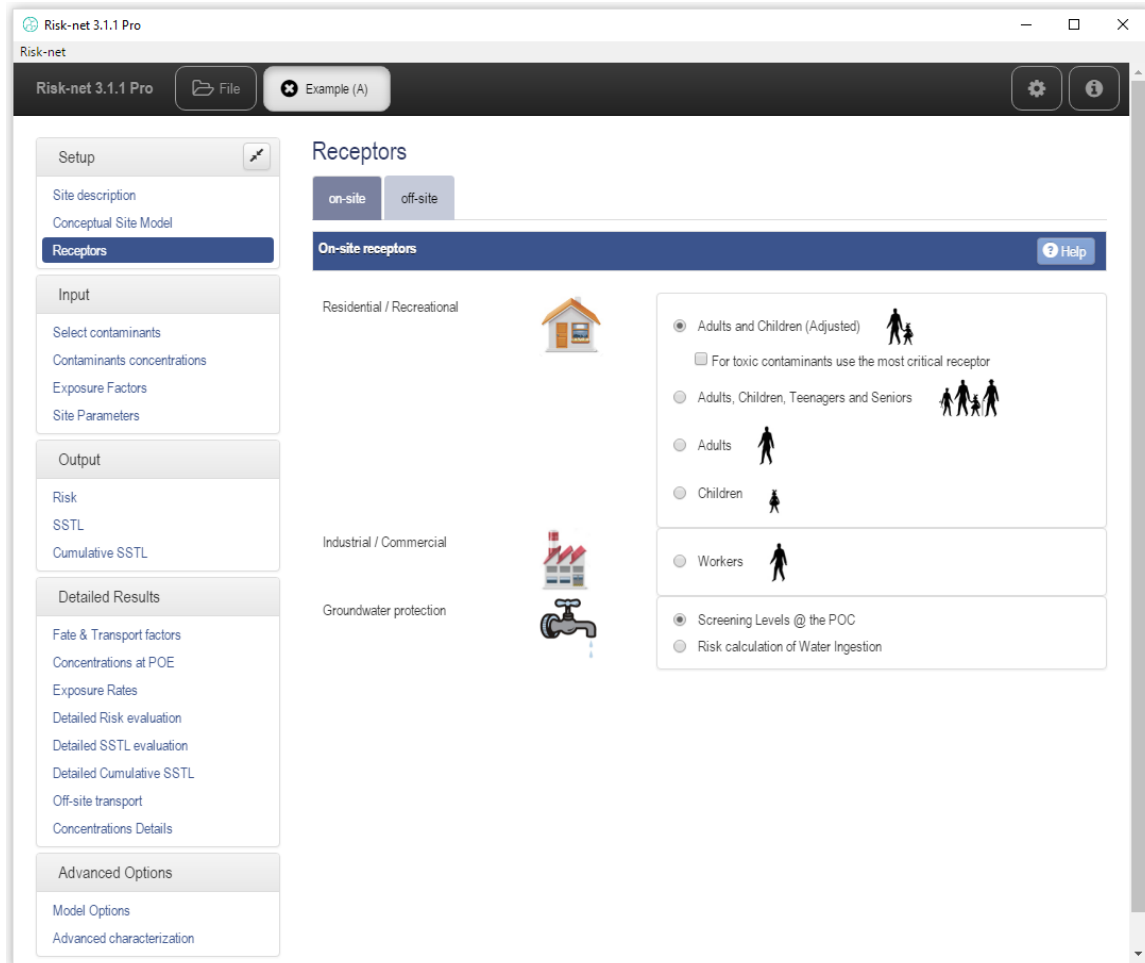 Risk-net 3.1.1 Pro
Risk-net
Risk-net 3.1.1 Pro File Example (A)
Setup
Site description
Conceptual Site Model
Receptors
Input
Select contaminants
Contaminants concentrations
Exposure Factors
Site Parameters
Output
Risk
SSTL
Cumulative SSTL
Detailed Results
Fate & Transport factors
Concentrations at POE
Exposure Rates
Detailed Risk evaluation
Detailed SSTL evaluation
Detailed Cumulative SSTL
Off-site transport
Concentrations Details
Advanced Options
Model Options
Advanced characterization
Receptors
on-site off-site
On-site receptors Help
Residential / Recreational
Adults and Children (Adjusted)
For toxic contaminants use the most critical receptor
Adults, Children, Teenagers and Seniors
Adults
Children
Industrial / Commercial
Workers
Groundwater protection
Screening Levels @ the POC
Risk calculation of Water Ingestion